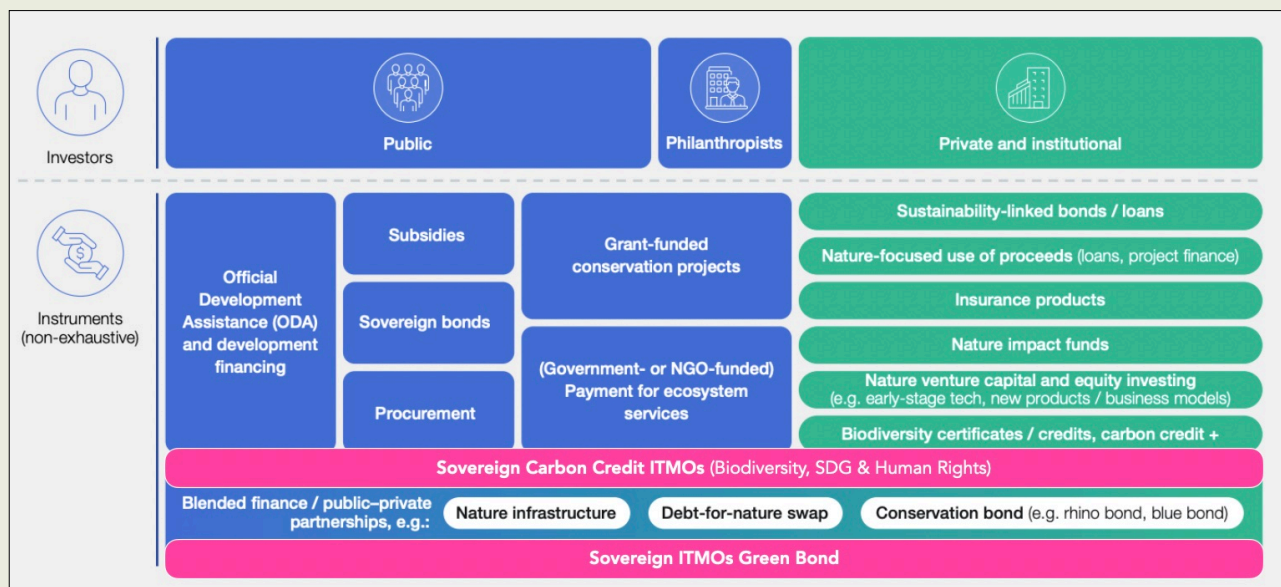 Investors
Public
Philanthropists
Private and institutional
Instruments
(non-exhaustive)
Official
Development
Assistance (ODA)
and development
financing
Subsidies
Sovereign bonds
Procurement
Grant-funded
conservation projects
(Government- or NGO-funded)
Payment for ecosystem
services
Sustainability-linked bonds / loans
Nature-focused use of proceeds (loans, project finance)
Insurance products
Nature impact funds
Nature venture capital and equity investing
(e.g. early-stage tech, new products / business models)
Biodiversity certificates / credits, carbon credit +
Sovereign Carbon Credit ITMOs (Biodiversity, SDG & Human Rights)
Blended finance / public–private
partnerships, e.g.:
Nature infrastructure
Debt-for-nature swap
Conservation bond (e.g. rhino bond, blue bond)
Sovereign ITMOs Green Bond